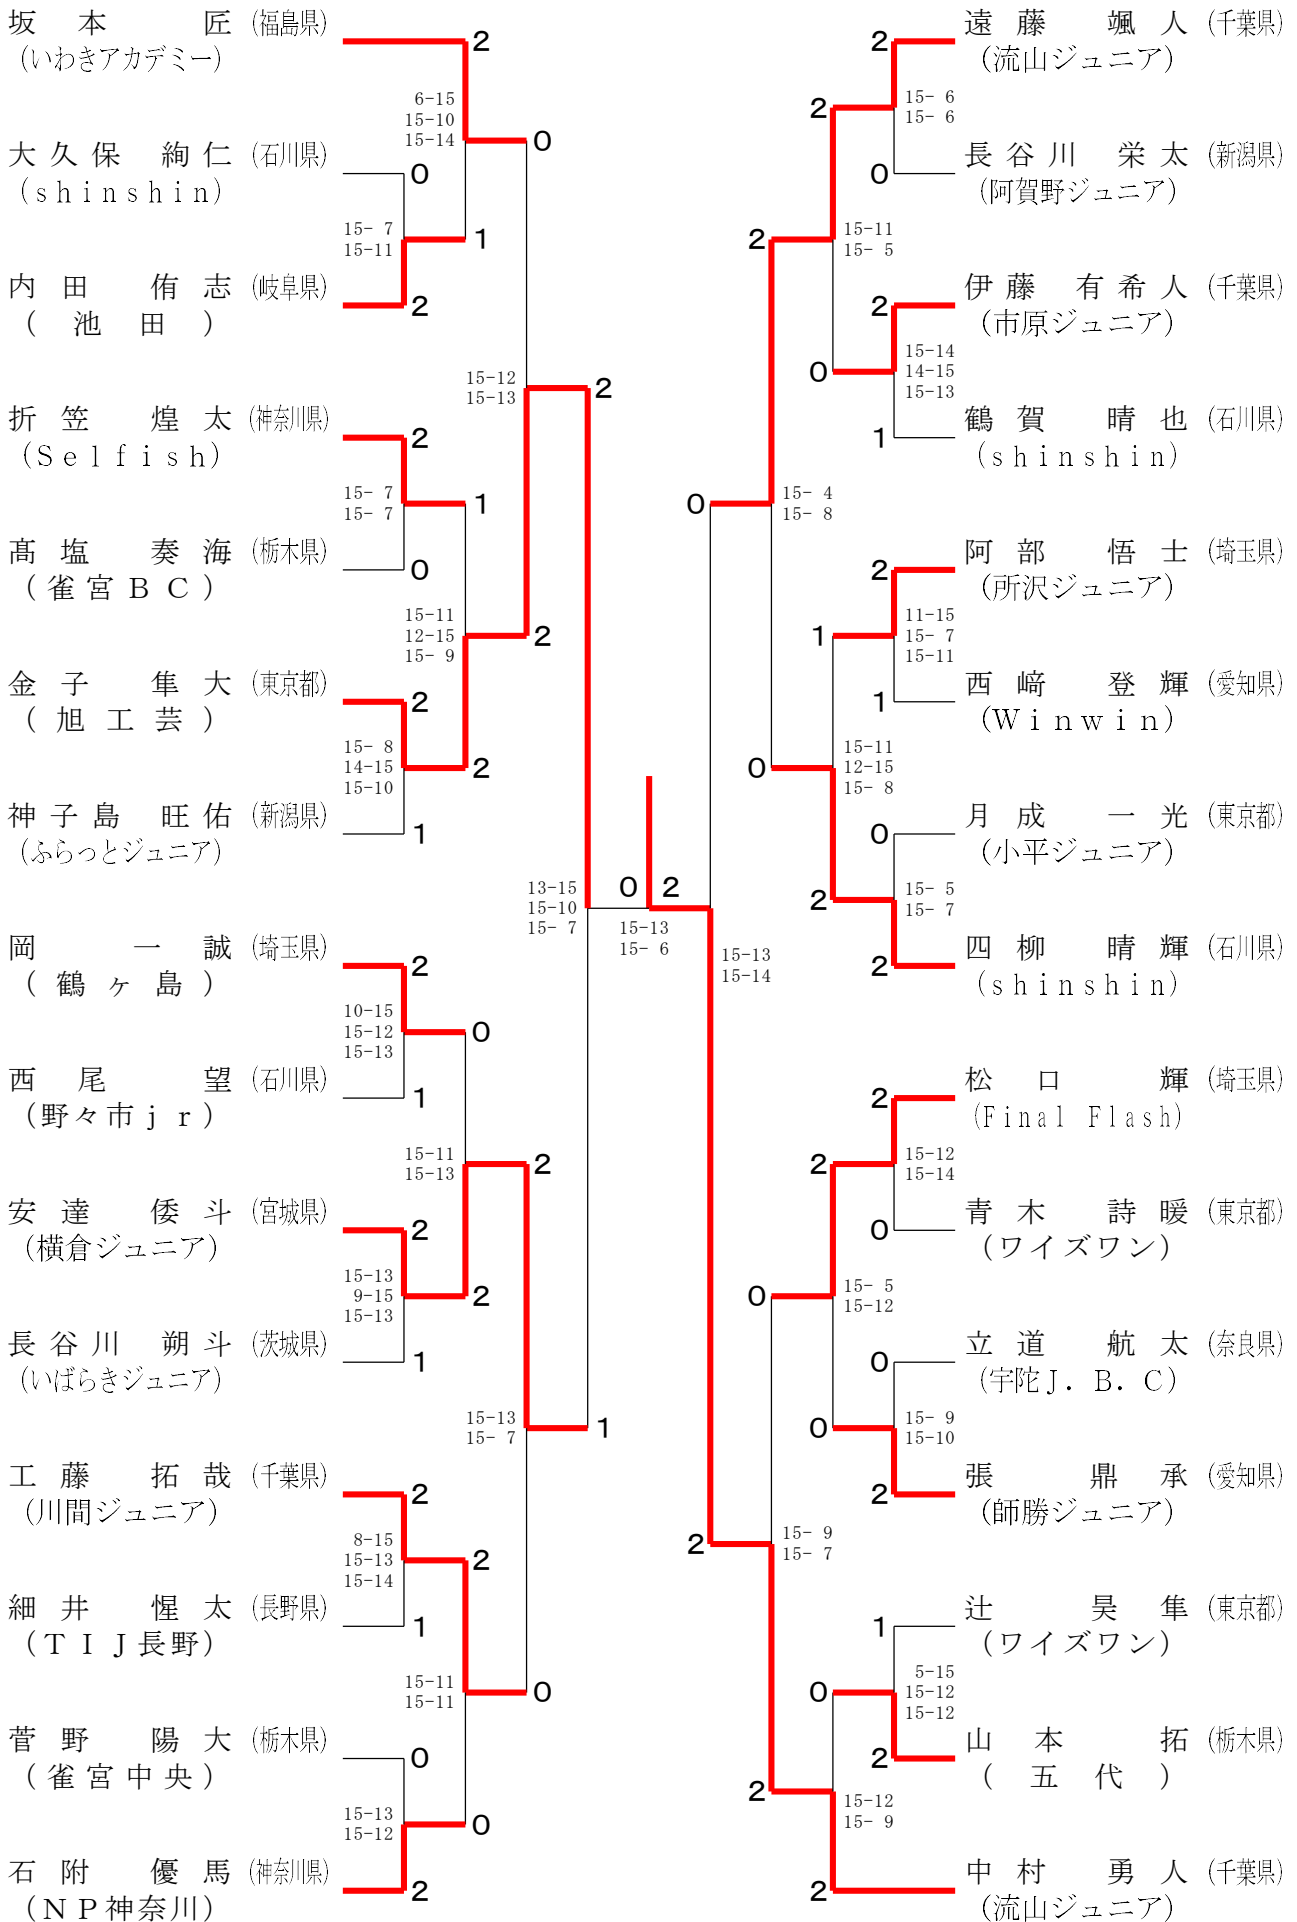 坂本 匠 (福島県)
(いわきアカデミー)
2
6-15
15-10
15-14
0
大久保 絢仁 (石川県)
(shinshin)
0
15- 7
15-11
1
内田 侑志 (岐阜県)
(池田)
2
15-12
15-13
2
折笠 煌太 (神奈川県)
(Selfish)
2
15- 7
15- 7
1
髙塩 奏海 (栃木県)
(雀宮BC)
0
15-11
12-15
15- 9
2
金子 隼大 (東京都)
(旭工芸)
2
15- 8
14-15
15-10
2
神子島 旺佑 (新潟県)
(ふらっとジュニア)
1
13-15
15-10
15- 7
0
2
15-13
15- 6
岡 一誠 (埼玉県)
(鶴ヶ島)
2
10-15
15-12
15-13
0
西尾 望 (石川県)
(野々市jr)
1
15-11
15-13
2
安達 倭斗 (宮城県)
(横倉ジュニア)
2
15-13
9-15
15-13
2
長谷川 朔斗 (茨城県)
(いばらきジュニア)
1
15-13
15- 7
1
工藤 拓哉 (千葉県)
(川間ジュニア)
2
8-15
15-13
15-14
2
細井 惺太 (長野県)
(TIJ長野)
1
15-11
15-11
0
菅野 陽大 (栃木県)
(雀宮中央)
0
15-13
15-12
0
石附 優馬 (神奈川県)
(NP神奈川)
2
遠藤 颯人 (千葉県)
(流山ジュニア)
2
15- 6
15- 6
2
長谷川 栄太 (新潟県)
(阿賀野ジュニア)
0
15-11
15- 5
2
伊藤 有希人 (千葉県)
(市原ジュニア)
2
15-14
14-15
15-13
0
鶴賀 晴也 (石川県)
(shinshin)
1
15- 4
15- 8
0
阿部 悟士 (埼玉県)
(所沢ジュニア)
2
11-15
15- 7
15-11
1
西﨑 登輝 (愛知県)
(Winwin)
1
15-11
12-15
15- 8
0
月成 一光 (東京都)
(小平ジュニア)
0
15- 5
15- 7
2
四柳 晴輝 (石川県)
(shinshin)
2
15-13
15-14
松口 輝 (埼玉県)
(Final Flash)
2
15-12
15-14
2
青木 詩暖 (東京都)
(ワイズワン)
0
15- 5
15-12
0
立道 航太 (奈良県)
(宇陀J．B．C)
0
15- 9
15-10
0
張 鼎承 (愛知県)
(師勝ジュニア)
2
15- 9
15- 7
2
辻 昊隼 (東京都)
(ワイズワン)
1
5-15
15-12
15-12
0
山本 拓 (栃木県)
(五代)
2
15-12
15- 9
2
中村 勇人 (千葉県)
(流山ジュニア)
2